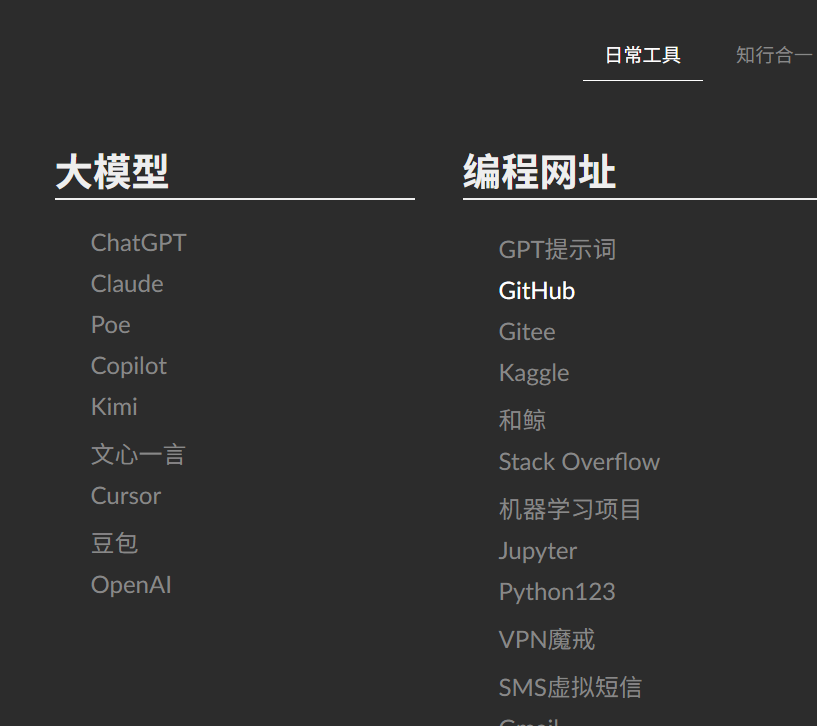 日常工具
知行合一
大模型
ChatGPT
Claude
Poe
Copilot
Kimi
文心一言
Cursor
豆包
OpenAI
编程网址
GPT提示词
GitHub
Gitee
Kaggle
和鲸
Stack Overflow
机器学习项目
Jupyter
Python123
VPN魔戒
SMS虚拟短信
Gmail